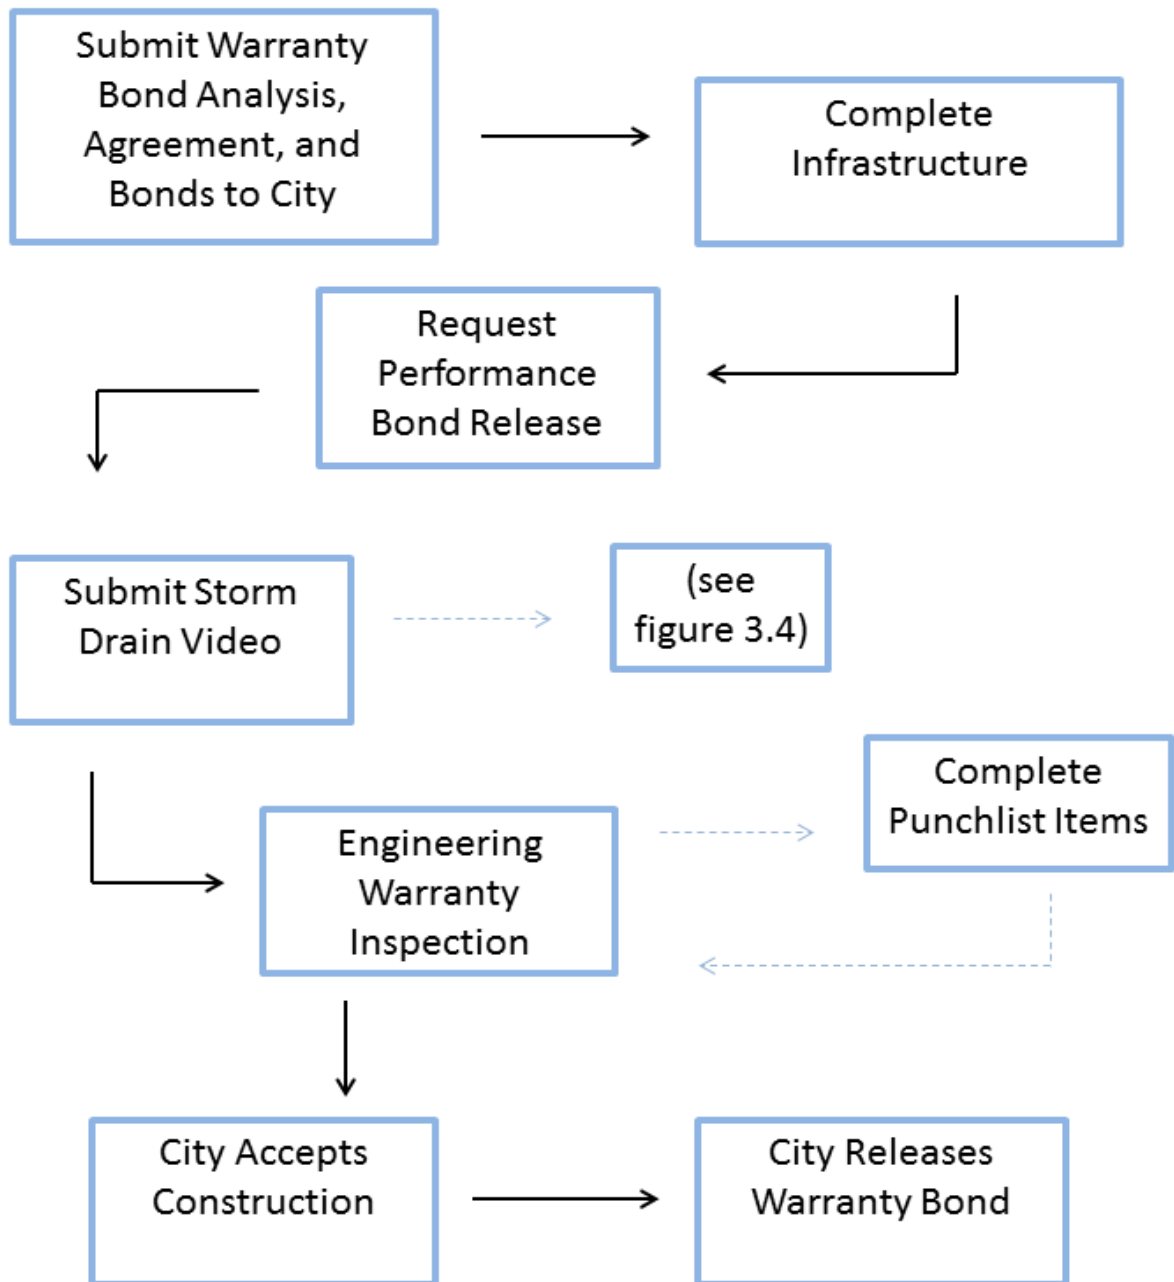 Submit Warranty
Bond Analysis,
Agreement, and
Bonds to City
Complete
Infrastructure
Request
Performance
Bond Release
Submit Storm
Drain Video
(see
figure 3.4)
Complete
Punchlist Items
Engineering
Warranty
Inspection
City Accepts
Construction
City Releases
Warranty Bond